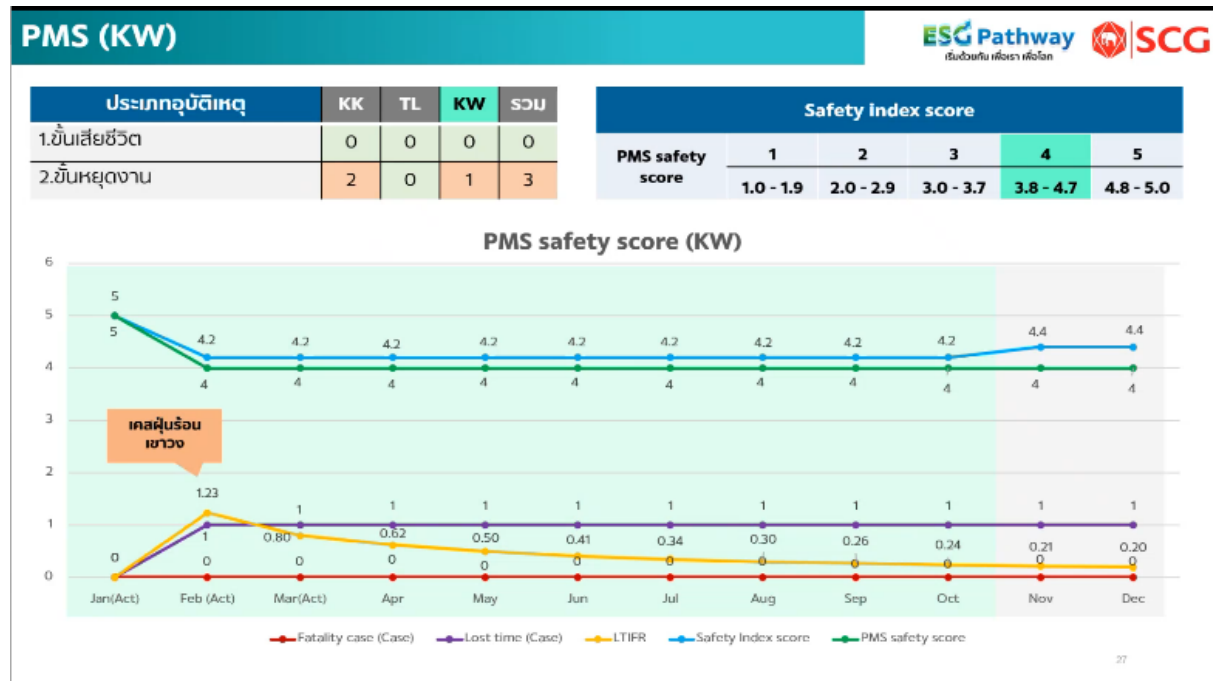 PMS (KW)
ESG Pathway
เริ่มด้วยกัน เพื่อเรา เพื่อโลก
SCG
ประเภทอุบัติเหตุ KK TL KW รวม
1.ขั้นเสียชีวิต 0 0 0 0
2.ขั้นหยุดงาน 2 0 1 3
Safety index score
PMS safety score 1 2 3 4 5
1.0 - 1.9 2.0 - 2.9 3.0 - 3.7 3.8 - 4.7 4.8 - 5.0
PMS safety score (KW)
6
5
4
3
2
1
0
5 4.2 4.2 4.2 4.2 4.2 4.2 4.2 4.2 4.2 4.4 4.4
5 4 4 4 4 4 4 4 4 4 4 4
เคสฝุ่นร้อน
เขาวง
1 1 1 1 1 1 1 1 1 1 1
0 1.23 0.80 0.62 0.50 0.41 0.34 0.30 0.26 0.24 0.21 0.20
0 0 0 0 0 0 0 0 0 0 0
Jan(Act) Feb (Act) Mar(Act) Apr May Jun Jul Aug Sep Oct Nov Dec
Fatality case (Case) Lost time (Case) LTIFR Safety Index score PMS safety score
27